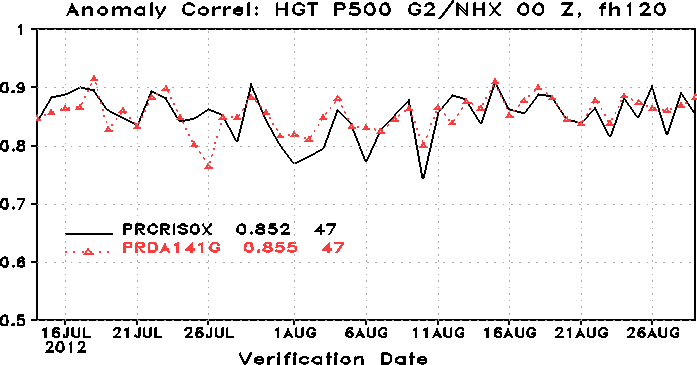 Anomaly Correl: HGT P500 G2/NHX 00 Z, fh120
1
0.9
0.8
0.7
0.6
0.5
PRCRIS0X 0.852 47
PRDA141G 0.855 47
16JUL 21JUL 26JUL 1AUG 6AUG 11AUG 16AUG 21AUG 26AUG
2012
Verification Date